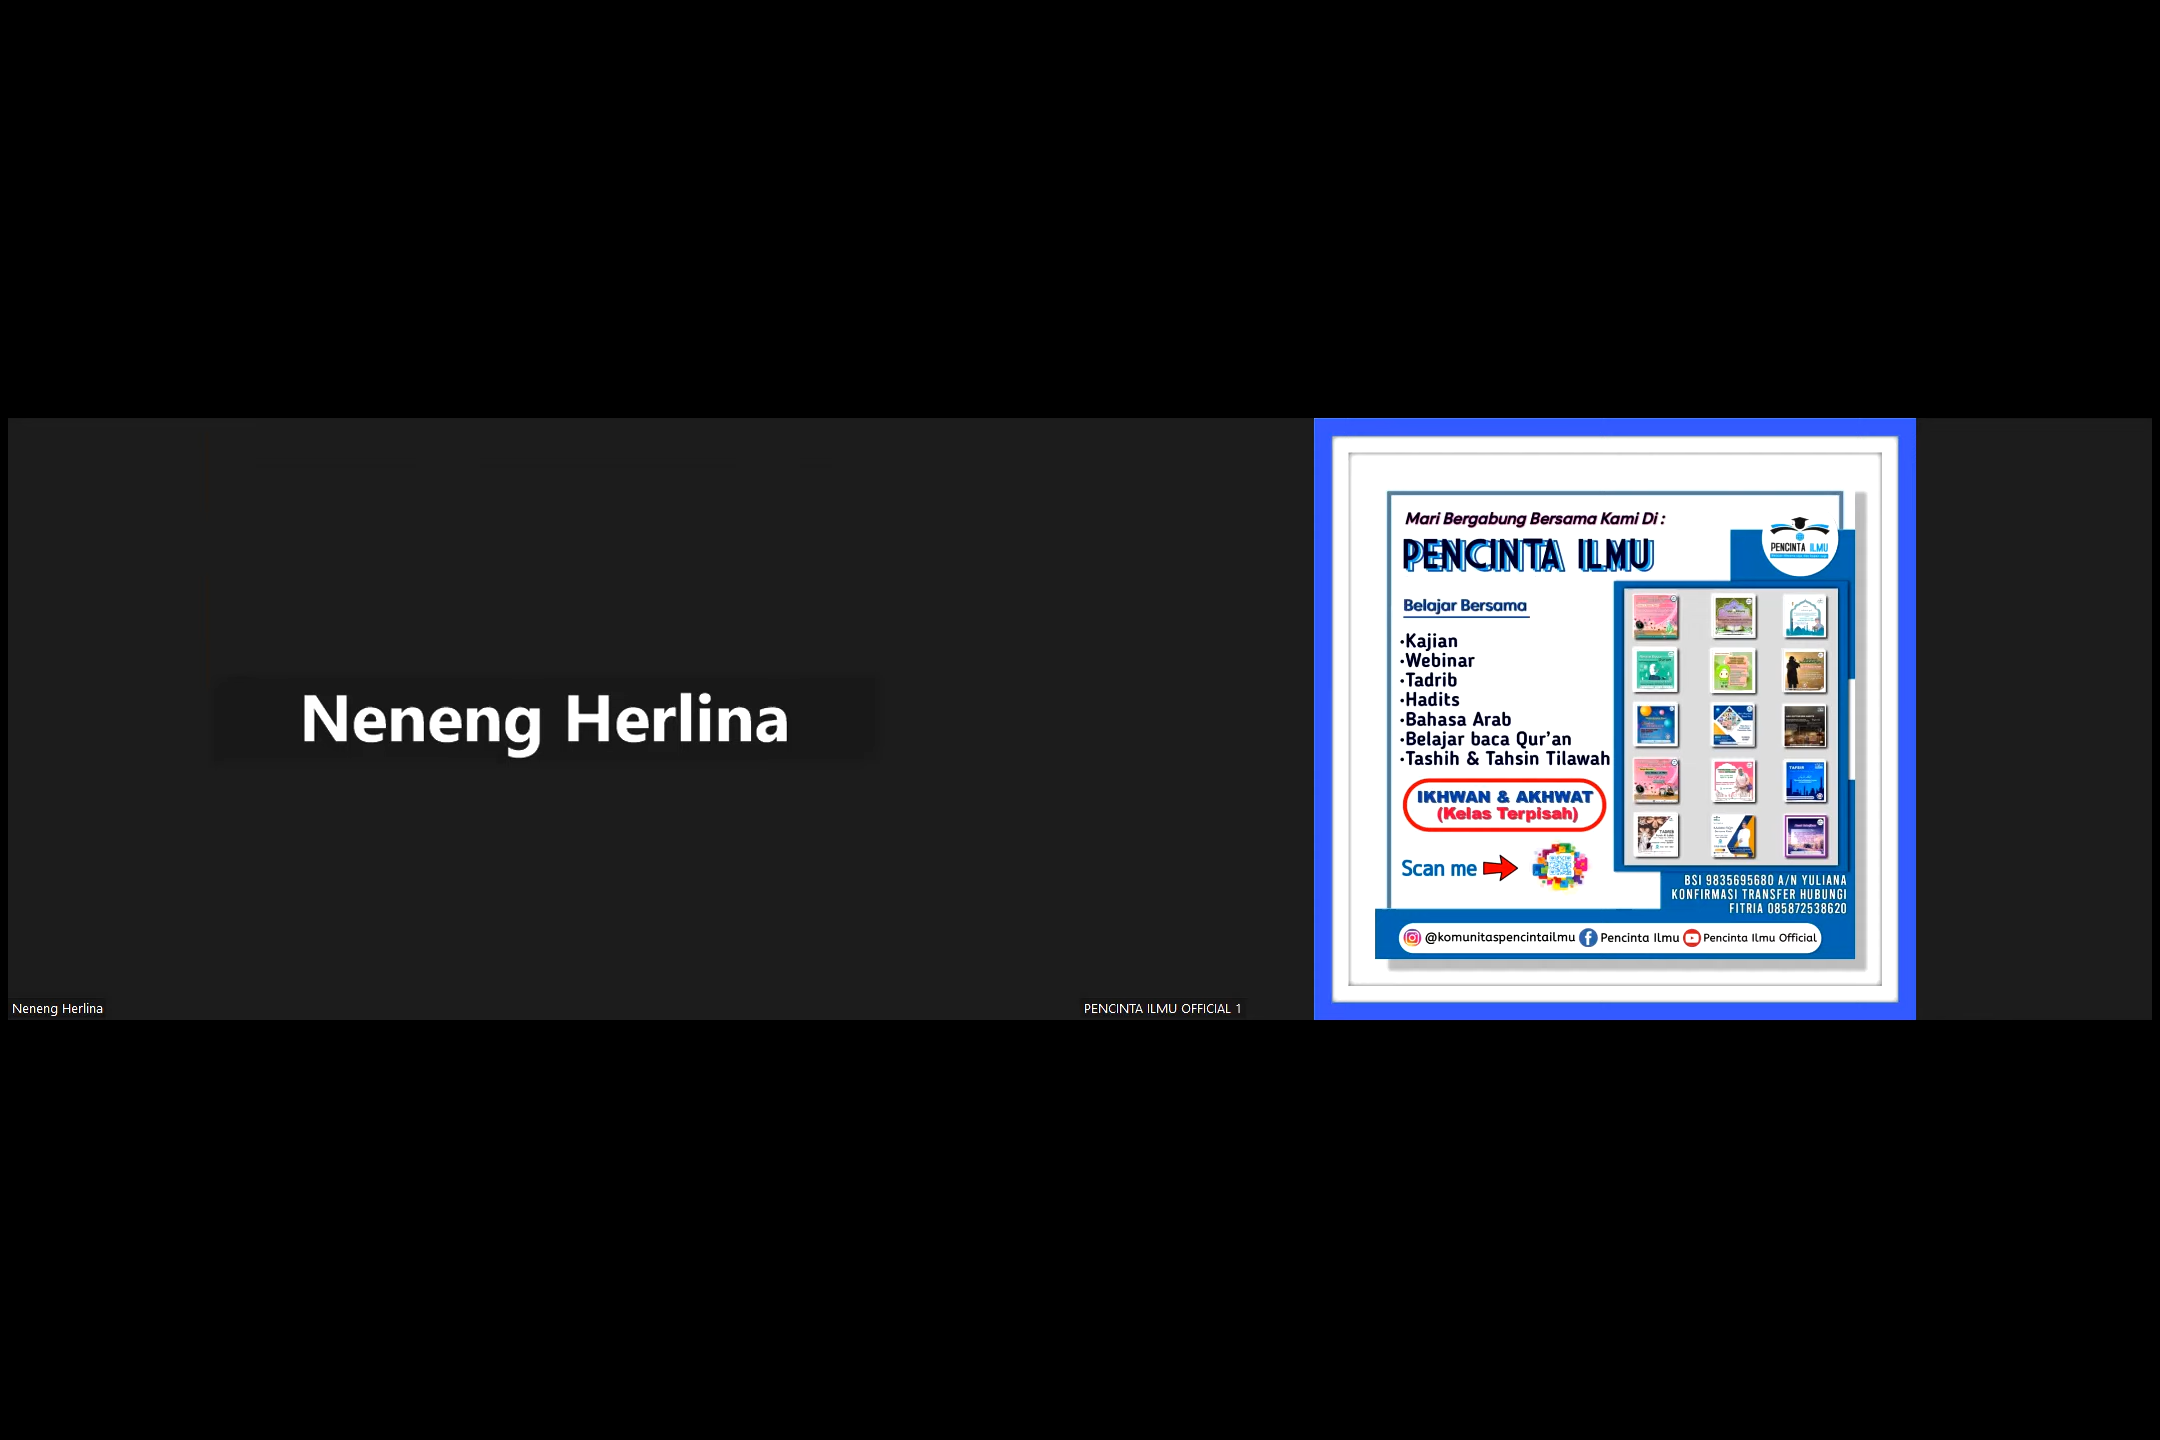 Neneng Herlina
Neneng Herlina
Mari Bergabung Bersama Kami Di :
PENCINTA ILMU
PENCINTA ILMU
Belajar Bersama
•Kajian
•Webinar
•Tadrib
•Hadits
•Bahasa Arab
•Belajar baca Qur'an
•Tashih & Tahsin Tilawah
IKHWAN & AKHWAT
(Kelas Terpisah)
Scan me
BSI 9835695680 A/N YULIANA
KONFIRMASI TRANSFER HUBUNGI
FITRIA 085872538620
@komunitaspencintailmu Pencinta Ilmu Pencinta Ilmu Official
PENCINTA ILMU OFFICIAL 1